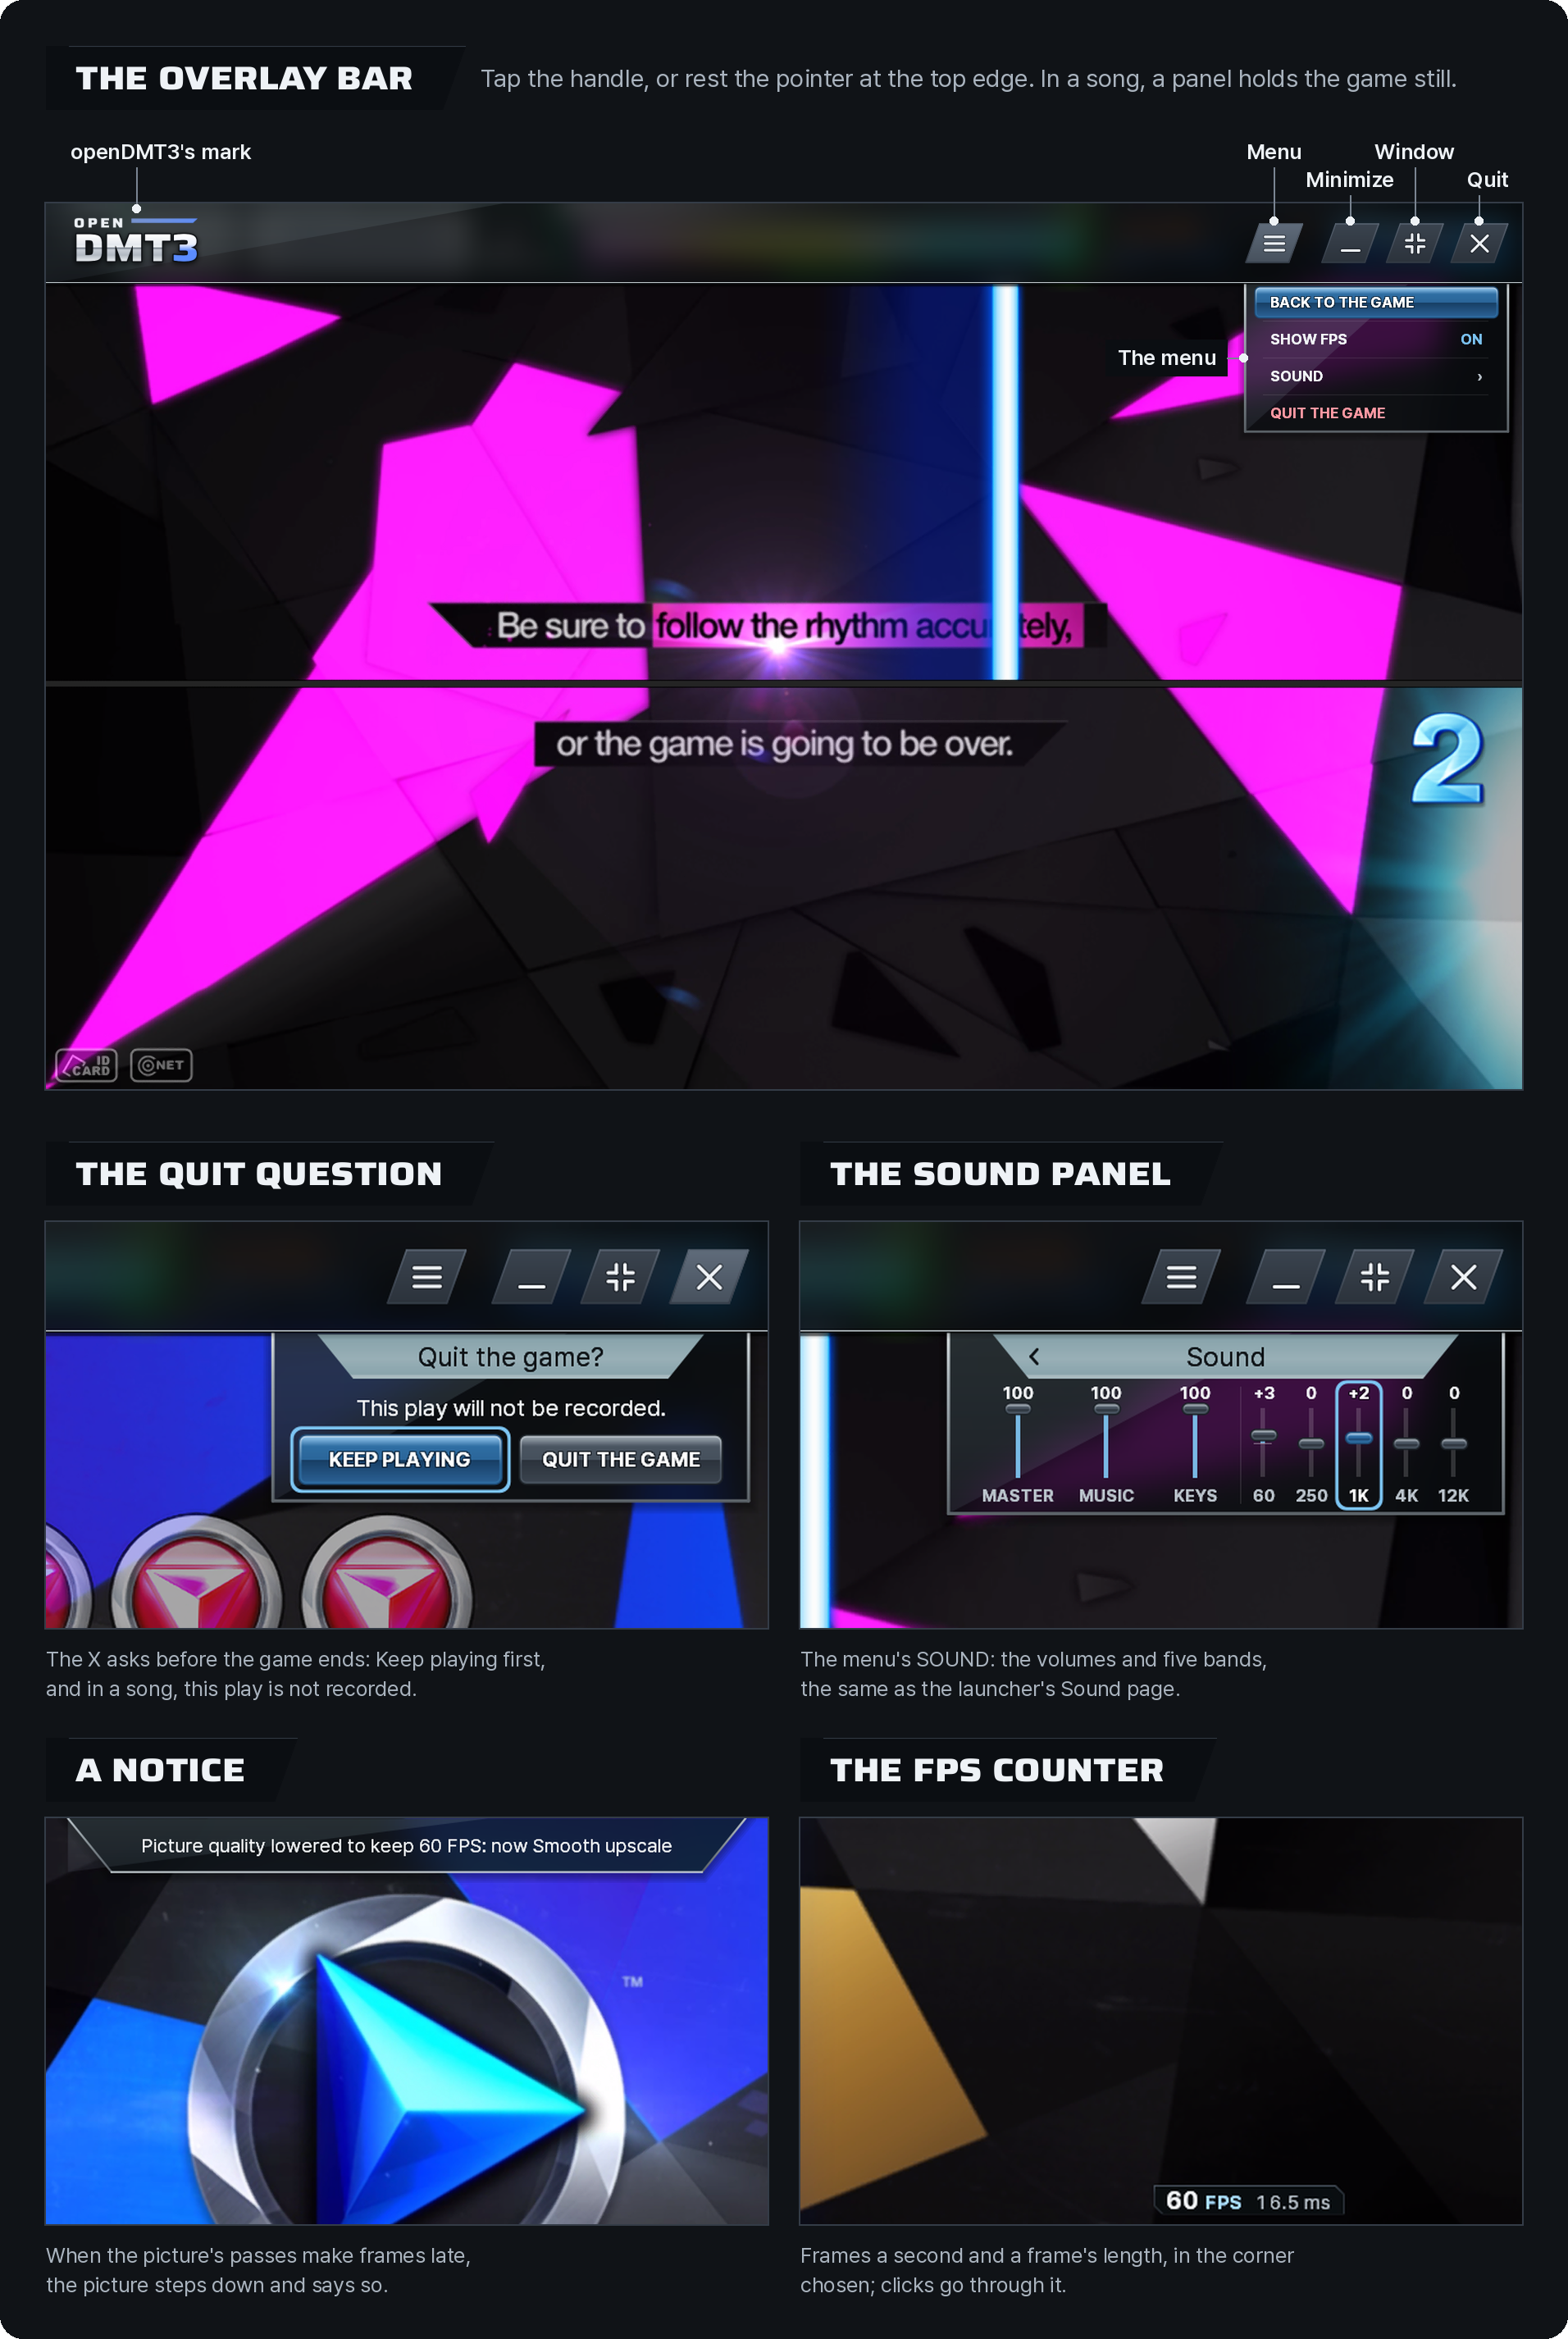 THE OVERLAY BAR
Tap the handle, or rest the pointer at the top edge. In a song, a panel holds the game still.
openDMT3's mark
Menu
Window
Minimize
Quit
OPEN
DMT3
BACK TO THE GAME
SHOW FPS ON
The menu
SOUND ›
QUIT THE GAME
Be sure to follow the rhythm accu tely,
or the game is going to be over.
2
ID CARD
NET
THE QUIT QUESTION
Quit the game?
This play will not be recorded.
KEEP PLAYING QUIT THE GAME
The X asks before the game ends: Keep playing first,
and in a song, this play is not recorded.
THE SOUND PANEL
Sound
100 100 100 +3 0 +2 0 0
MASTER MUSIC KEYS 60 250 1K 4K 12K
The menu's SOUND: the volumes and five bands,
the same as the launcher's Sound page.
A NOTICE
Picture quality lowered to keep 60 FPS: now Smooth upscale
TM
When the picture's passes make frames late,
the picture steps down and says so.
THE FPS COUNTER
60 FPS 16.5 ms
Frames a second and a frame's length, in the corner
chosen; clicks go through it.